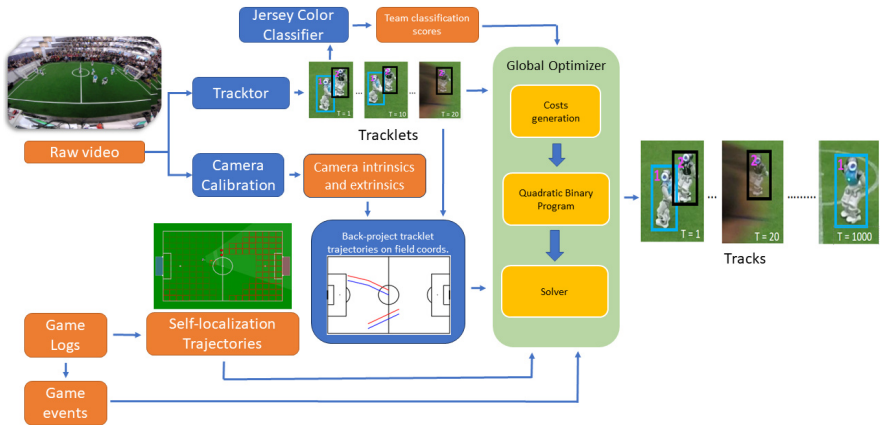 Jersey Color
Classifier
Team classification
scores
Global Optimizer
Tracktor
T = 1
...
T = 10
...
T = 20
Costs
generation
Tracklets
Raw video
Camera
Calibration
Camera intrinsics
and extrinsics
Quadratic Binary
Program
T = 1
...
T = 20
.........
T = 1000
Tracks
Back-project tracklet
trajectories on field coords.
Solver
Game
Logs
Self-localization
Trajectories
Game
events